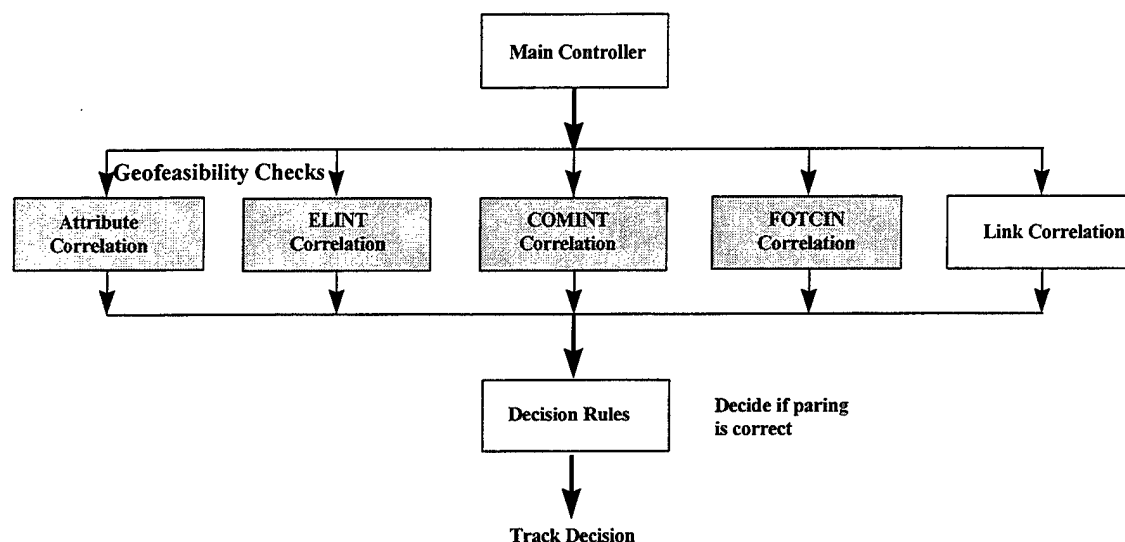 Main Controller
Geofeasibility Checks
Attribute
Correlation
ELINT
Correlation
COMINT
Correlation
FOTCIN
Correlation
Link Correlation
Decision Rules
Decide if paring
is correct
Track Decision